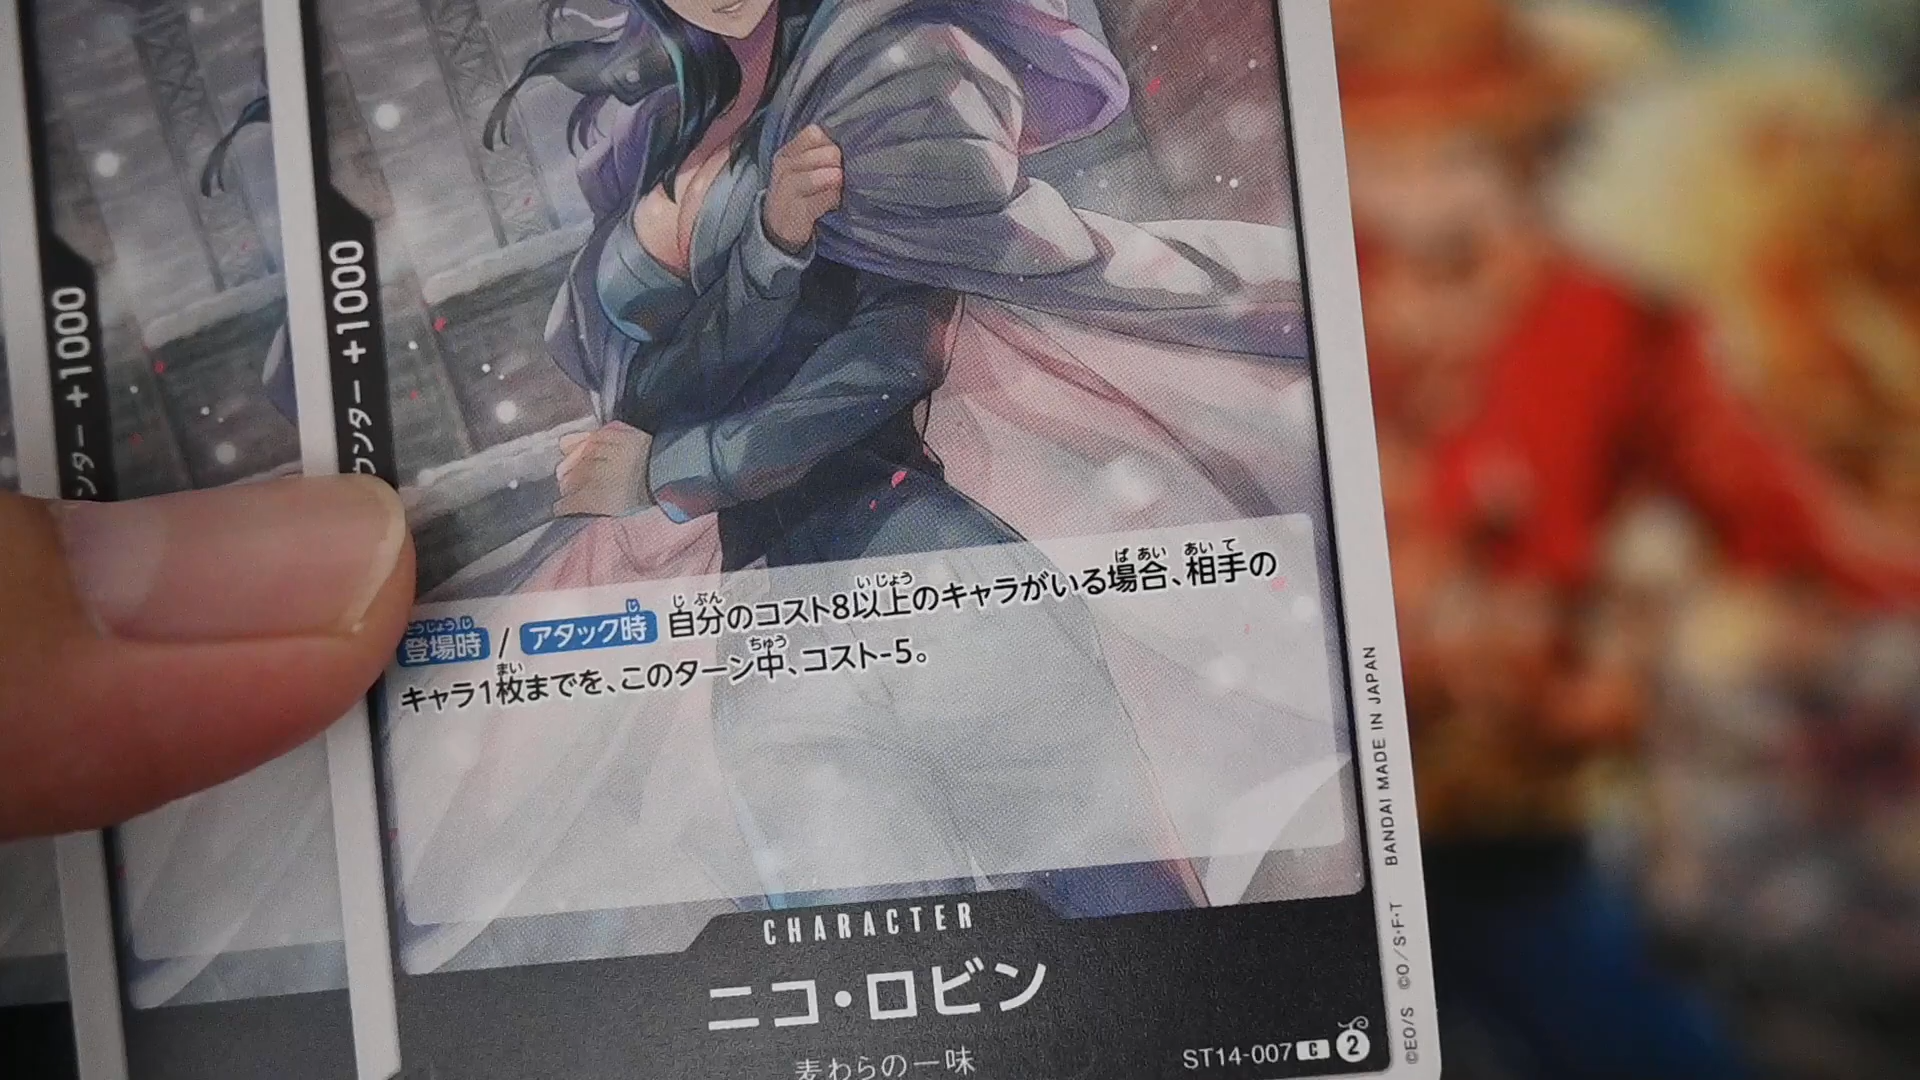 ンター +1000
ウンター +1000
登場時 / アタック時 自分のコスト8以上のキャラがいる場合、相手の
キャラ1枚までを、このターン中、コスト-5。
CHARACTER
ニコ・ロビン
麦わらの一味
ST14-007 C 2
BANDAI MADE IN JAPAN
©EO/S ©O/S・F・T